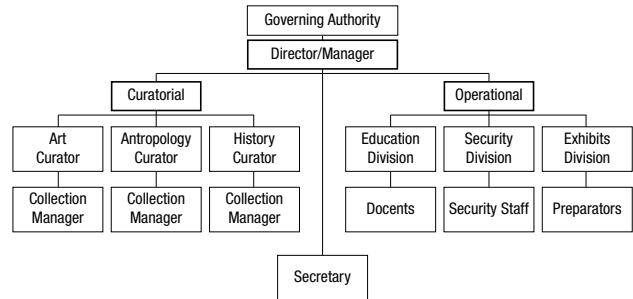 Governing Authority
Director/Manager
Curatorial
Operational
Art
Curator
Antropology
Curator
History
Curator
Education
Division
Security
Division
Exhibits
Division
Collection
Manager
Collection
Manager
Collection
Manager
Docents
Security Staff
Preparators
Secretary